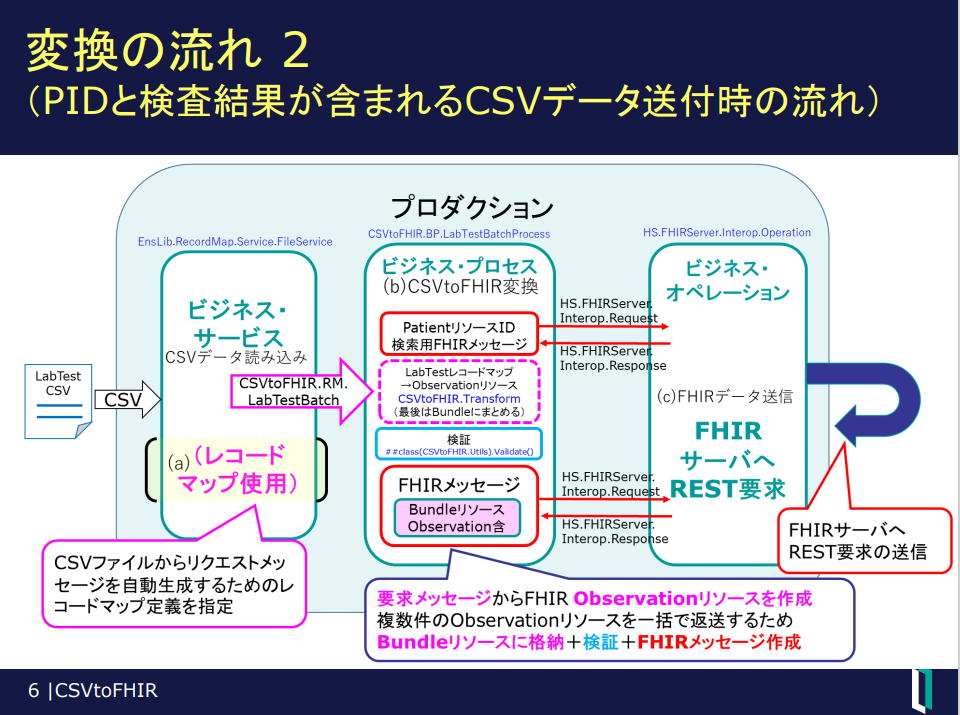 変換の流れ 2
（PIDと検査結果が含まれるCSVデータ送付時の流れ）
プロダクション
EnsLib.RecordMap.Service.FileService
ビジネス・
サービス
CSVデータ読み込み
LabTest
CSV
CSV
CSVtoFHIR.RM.
LabTestBatch
(a)（レコード
マップ使用）
CSVファイルからリクエストメッ
セージを自動生成するためのレ
コードマップ定義を指定
CSVtoFHIR.BP.LabTestBatchProcess
ビジネス・プロセス
(b)CSVtoFHIR変換
PatientリソースID
検索用FHIRメッセージ
LabTestレコードマップ
→Observationリソース
CSVtoFHIR.Transform
（最後はBundleにまとめる）
検証
##class(CSVtoFHIR.Utils).Validate()
FHIRメッセージ
Bundleリソース
Observation含
HS.FHIRServer.
Interop.Request
HS.FHIRServer.
Interop.Response
HS.FHIRServer.
Interop.Request
HS.FHIRServer.
Interop.Response
要求メッセージからFHIR Observationリソースを作成
複数件のObservationリソースを一括で返送するため
Bundleリソースに格納＋検証＋FHIRメッセージ作成
HS.FHIRServer.Interop.Operation
ビジネス・
オペレーション
(c)FHIRデータ送信
FHIR
サーバへ
REST要求
FHIRサーバへ
REST要求の送信
6 |CSVtoFHIR